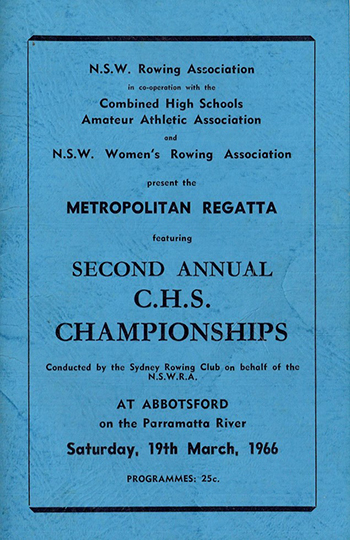 N.S.W. Rowing Association
in co-operation with the
Combined High Schools
Amateur Athletic Association
and
N.S.W. Women's Rowing Association
present the
METROPOLITAN REGATTA
featuring
SECOND ANNUAL
C.H.S.
CHAMPIONSHIPS
Conducted by the Sydney Rowing Club on behalf of the
N.S.W.R.A.
AT ABBOTSFORD
on the Parramatta River
Saturday, 19th March, 1966
PROGRAMMES: 25c.